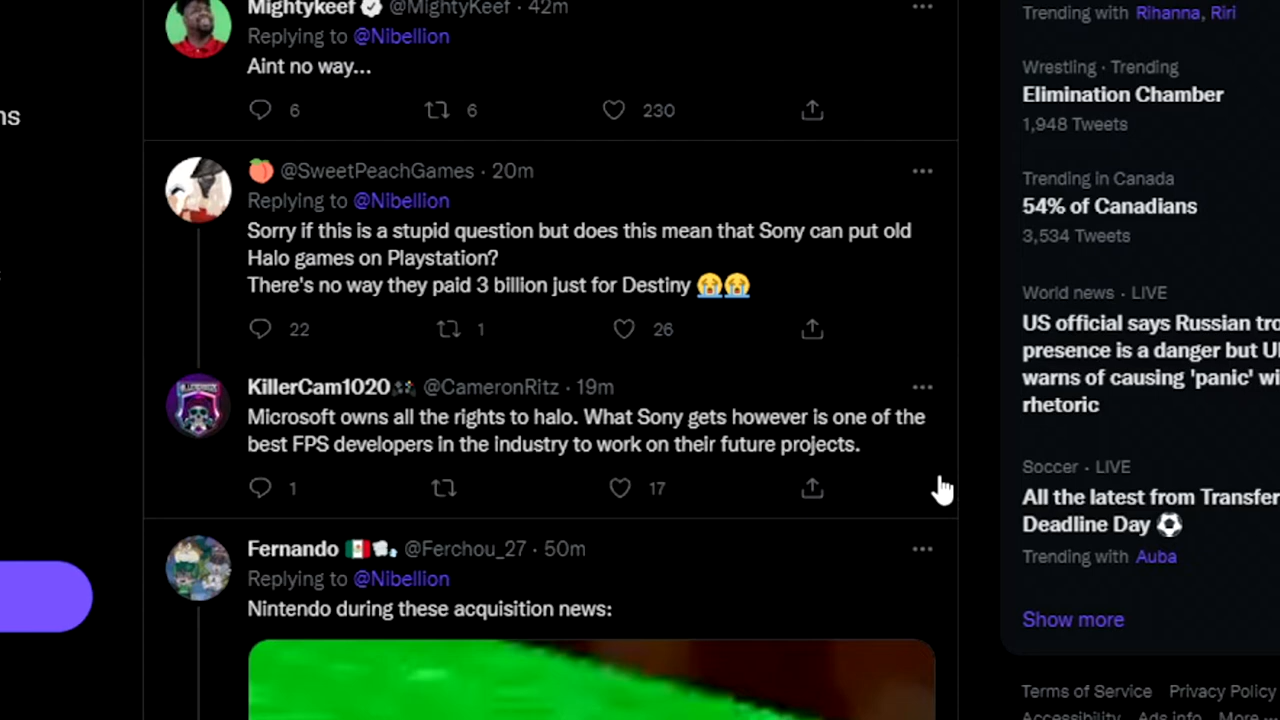 Mightykeef @MightyKeef · 42m
Replying to @Nibellion
Aint no way...
6 6 230
@SweetPeachGames · 20m
Replying to @Nibellion
Sorry if this is a stupid question but does this mean that Sony can put old
Halo games on Playstation?
There's no way they paid 3 billion just for Destiny 😭😭
22 1 26
KillerCam1020 @CameronRitz · 19m
Microsoft owns all the rights to halo. What Sony gets however is one of the
best FPS developers in the industry to work on their future projects.
1 17
Fernando @Ferchou_27 · 50m
Replying to @Nibellion
Nintendo during these acquisition news:
ns
Trending with Rihanna, Riri
Wrestling · Trending
Elimination Chamber
1,948 Tweets
Trending in Canada
54% of Canadians
3,534 Tweets
World news · LIVE
US official says Russian tro
presence is a danger but U
warns of causing 'panic' wi
rhetoric
Soccer · LIVE
All the latest from Transfer
Deadline Day ⚽
Trending with Auba
Show more
Terms of Service Privacy Policy
Accessibility Ads info More